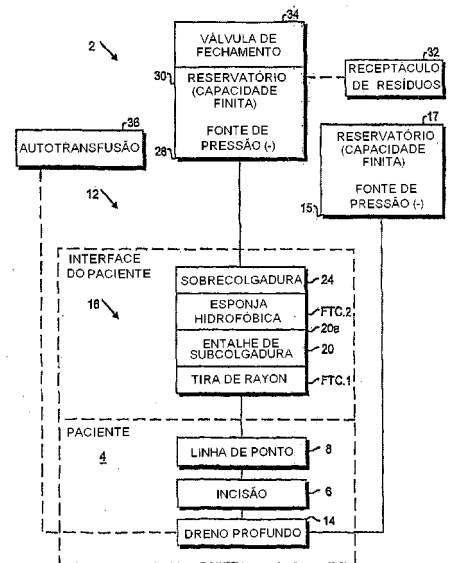 34
2
VÀLVULA DE
FECHAMENTO
32
30
RESERVATÓRIO
(CAPACIDADE
FINITA)
RECEPTÁCULO
DE RESÍDUOS
36
FONTE DE
PRESSÃO (-)
28
17
AUTOTRANSFUSÃO
RESERVATÓRIO
(CAPACIDADE
FINITA)
12
FONTE DE
PRESSÃO (-)
15
INTERFACE
DO PACIENTE
SOBRECOLGADURA
24
18
ESPONJA
HIDROFÓBICA
FTC.2
20a
ENTALHE DE
SUBCOLGADURA
20
TIRA DE RAYON
FTC.1
PACIENTE
4
LINHA DE PONTO
8
INCISÃO
6
14
DRENO PROFUNDO